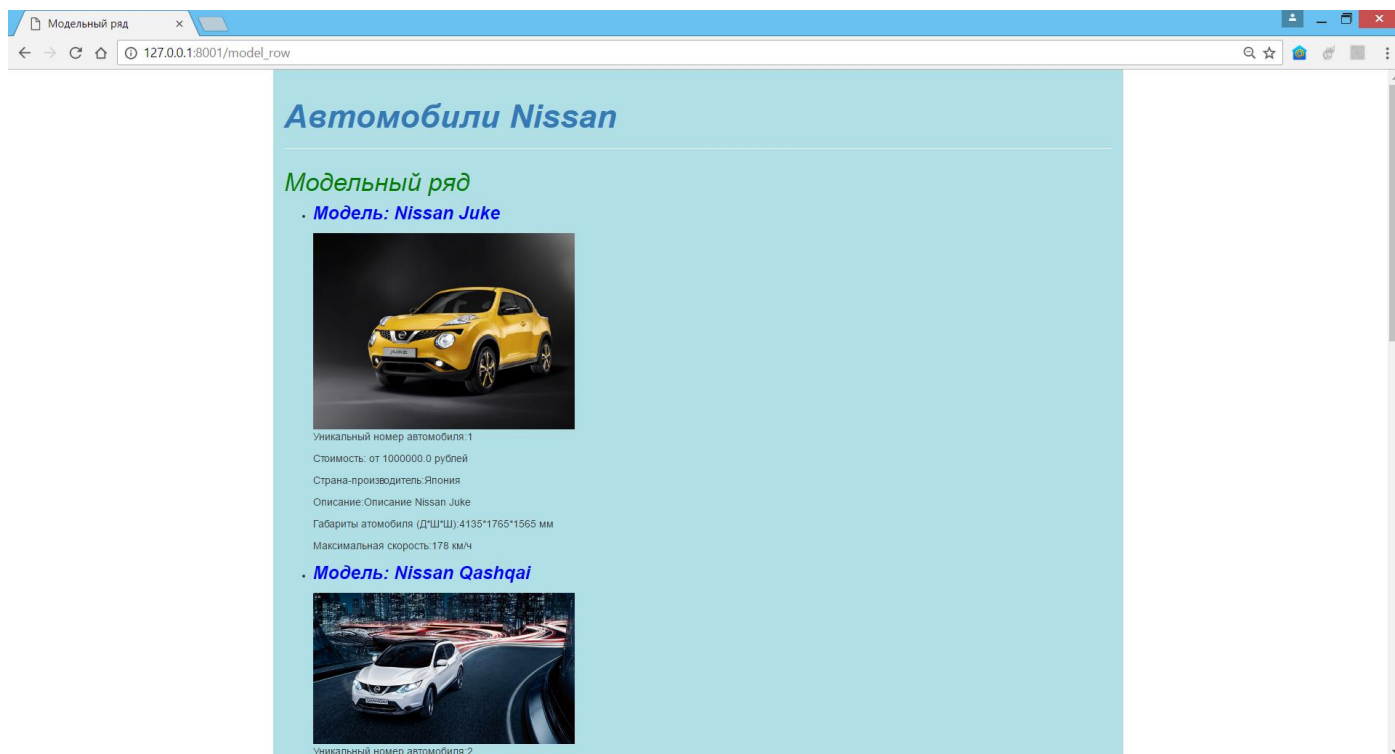 Модельный ряд
127.0.0.1:8001/model_row
Автомобили Nissan
Модельный ряд
Модель: Nissan Juke
JUKE
Уникальный номер автомобиля:1
Стоимость: от 1000000.0 рублей
Страна-производитель:Япония
Описание:Описание Nissan Juke
Габариты атомобиля (Д*Ш*Ш):4135*1765*1565 мм
Максимальная скорость:178 км/ч
Модель: Nissan Qashqai
Уникальный номер автомобиля:2